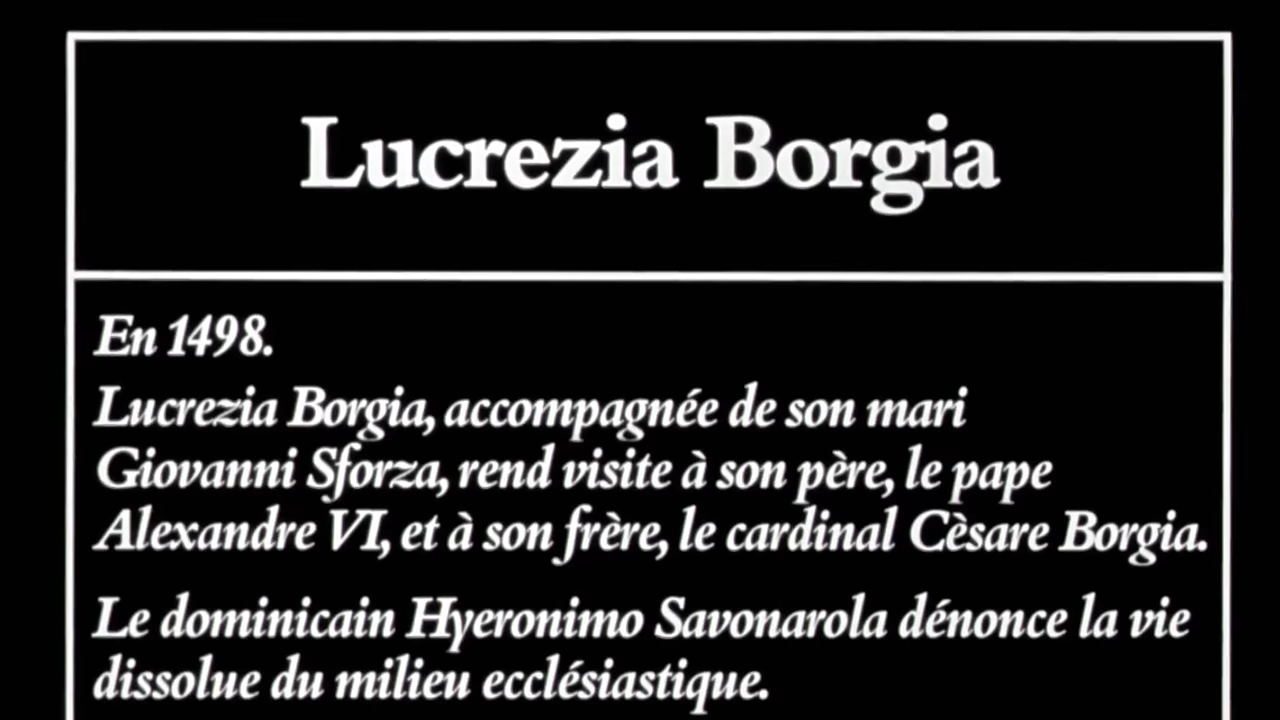 Lucrezia Borgia
En 1498.
Lucrezia Borgia, accompagnée de son mari
Giovanni Sforza, rend visite à son père, le pape
Alexandre VI, et à son frère, le cardinal Cèsare Borgia.
Le dominicain Hyeronimo Savonarola dénonce la vie
dissolue du milieu ecclésiastique.